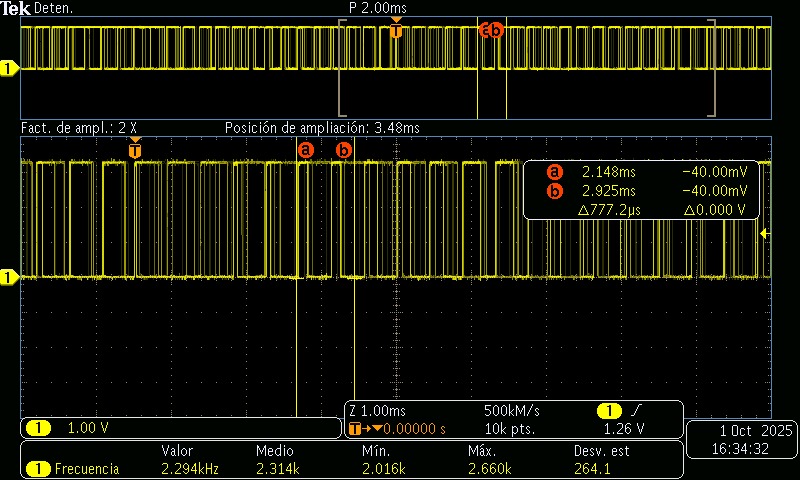 Tek Deten. P 2.00ms
T a b
1
Fact. de ampl.: 2 X Posición de ampliación: 3.48ms
T a b
a 2.148ms −40.00mV
b 2.925ms −40.00mV
△777.2µs △0.000 V
1
1 1.00 V
Z 1.00ms 500kM/s 1
T→▼0.00000 s 10k pts. 1.26 V
Valor Medio Mín. Máx. Desv. est
1 Frecuencia 2.294kHz 2.314k 2.016k 2.660k 264.1
1 Oct 2025
16:34:32